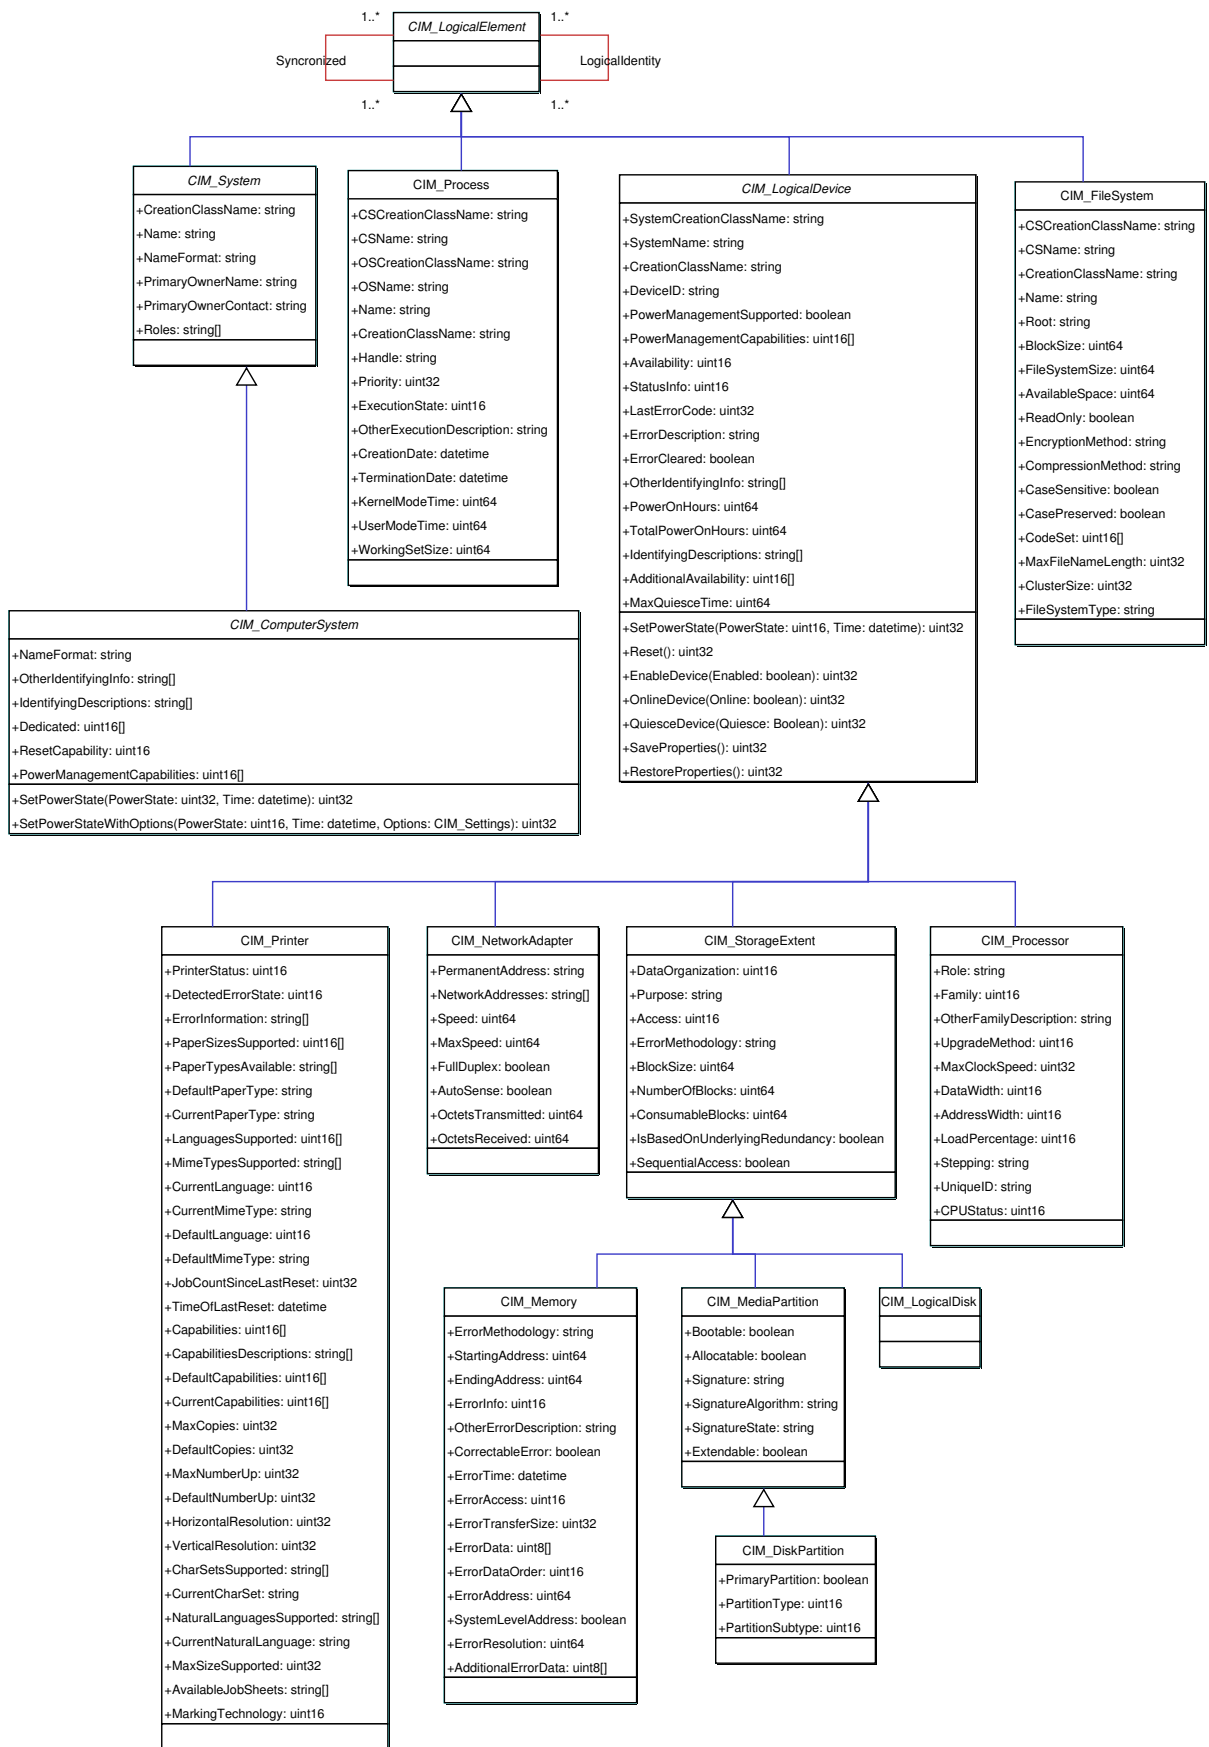 1..*
1..*
CIM_LogicalElement
Syncronized
LogicalIdentity
1..*
1..*
CIM_System
+CreationClassName: string
+Name: string
+NameFormat: string
+PrimaryOwnerName: string
+PrimaryOwnerContact: string
+Roles: string[]
CIM_Process
+CSCreationClassName: string
+CSName: string
+OSCreationClassName: string
+OSName: string
+Name: string
+CreationClassName: string
+Handle: string
+Priority: uint32
+ExecutionState: uint16
+OtherExecutionDescription: string
+CreationDate: datetime
+TerminationDate: datetime
+KernelModeTime: uint64
+UserModeTime: uint64
+WorkingSetSize: uint64
CIM_LogicalDevice
+SystemCreationClassName: string
+SystemName: string
+CreationClassName: string
+DeviceID: string
+PowerManagementSupported: boolean
+PowerManagementCapabilities: uint16[]
+Availability: uint16
+StatusInfo: uint16
+LastErrorCode: uint32
+ErrorDescription: string
+ErrorCleared: boolean
+OtherIdentifyingInfo: string[]
+PowerOnHours: uint64
+TotalPowerOnHours: uint64
+IdentifyingDescriptions: string[]
+AdditionalAvailability: uint16[]
+MaxQuiesceTime: uint64
+SetPowerState(PowerState: uint16, Time: datetime): uint32
+Reset(): uint32
+EnableDevice(Enabled: boolean): uint32
+OnlineDevice(Online: boolean): uint32
+QuiesceDevice(Quiesce: Boolean): uint32
+SaveProperties(): uint32
+RestoreProperties(): uint32
CIM_FileSystem
+CSCreationClassName: string
+CSName: string
+CreationClassName: string
+Name: string
+Root: string
+BlockSize: uint64
+FileSystemSize: uint64
+AvailableSpace: uint64
+ReadOnly: boolean
+EncryptionMethod: string
+CompressionMethod: string
+CaseSensitive: boolean
+CasePreserved: boolean
+CodeSet: uint16[]
+MaxFileNameLength: uint32
+ClusterSize: uint32
+FileSystemType: string
CIM_ComputerSystem
+NameFormat: string
+OtherIdentifyingInfo: string[]
+IdentifyingDescriptions: string[]
+Dedicated: uint16[]
+ResetCapability: uint16
+PowerManagementCapabilities: uint16[]
+SetPowerState(PowerState: uint32, Time: datetime): uint32
+SetPowerStateWithOptions(PowerState: uint16, Time: datetime, Options: CIM_Settings): uint32
CIM_Printer
+PrinterStatus: uint16
+DetectedErrorState: uint16
+ErrorInformation: string[]
+PaperSizesSupported: uint16[]
+PaperTypesAvailable: string[]
+DefaultPaperType: string
+CurrentPaperType: string
+LanguagesSupported: uint16[]
+MimeTypesSupported: string[]
+CurrentLanguage: uint16
+CurrentMimeType: string
+DefaultLanguage: uint16
+DefaultMimeType: string
+JobCountSinceLastReset: uint32
+TimeOfLastReset: datetime
+Capabilities: uint16[]
+CapabilitiesDescriptions: string[]
+DefaultCapabilities: uint16[]
+CurrentCapabilities: uint16[]
+MaxCopies: uint32
+DefaultCopies: uint32
+MaxNumberUp: uint32
+DefaultNumberUp: uint32
+HorizontalResolution: uint32
+VerticalResolution: uint32
+CharSetsSupported: string[]
+CurrentCharSet: string
+NaturalLanguagesSupported: string[]
+CurrentNaturalLanguage: string
+MaxSizeSupported: uint32
+AvailableJobSheets: string[]
+MarkingTechnology: uint16
CIM_NetworkAdapter
+PermanentAddress: string
+NetworkAddresses: string[]
+Speed: uint64
+MaxSpeed: uint64
+FullDuplex: boolean
+AutoSense: boolean
+OctetsTransmitted: uint64
+OctetsReceived: uint64
CIM_StorageExtent
+DataOrganization: uint16
+Purpose: string
+Access: uint16
+ErrorMethodology: string
+BlockSize: uint64
+NumberOfBlocks: uint64
+ConsumableBlocks: uint64
+IsBasedOnUnderlyingRedundancy: boolean
+SequentialAccess: boolean
CIM_Processor
+Role: string
+Family: uint16
+OtherFamilyDescription: string
+UpgradeMethod: uint16
+MaxClockSpeed: uint32
+DataWidth: uint16
+AddressWidth: uint16
+LoadPercentage: uint16
+Stepping: string
+UniqueID: string
+CPUStatus: uint16
CIM_Memory
+ErrorMethodology: string
+StartingAddress: uint64
+EndingAddress: uint64
+ErrorInfo: uint16
+OtherErrorDescription: string
+CorrectableError: boolean
+ErrorTime: datetime
+ErrorAccess: uint16
+ErrorTransferSize: uint32
+ErrorData: uint8[]
+ErrorDataOrder: uint16
+ErrorAddress: uint64
+SystemLevelAddress: boolean
+ErrorResolution: uint64
+AdditionalErrorData: uint8[]
CIM_MediaPartition
+Bootable: boolean
+Allocatable: boolean
+Signature: string
+SignatureAlgorithm: string
+SignatureState: string
+Extendable: boolean
CIM_LogicalDisk
CIM_DiskPartition
+PrimaryPartition: boolean
+PartitionType: uint16
+PartitionSubtype: uint16